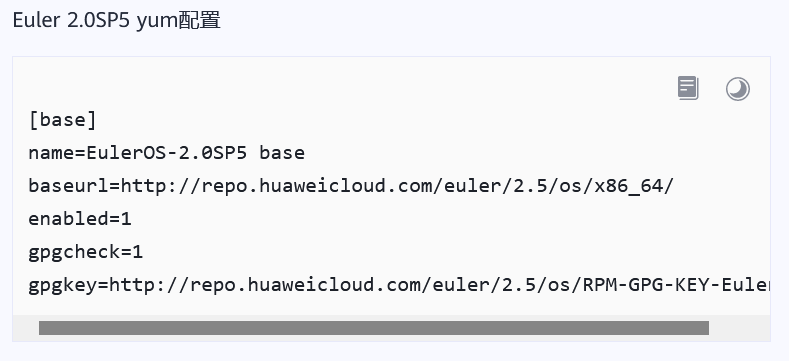 Euler 2.0SP5 yum配置
[base]
name=EulerOS-2.0SP5 base
baseurl=http://repo.huaweicloud.com/euler/2.5/os/x86_64/
enabled=1
gpgcheck=1
gpgkey=http://repo.huaweicloud.com/euler/2.5/os/RPM-GPG-KEY-Euler